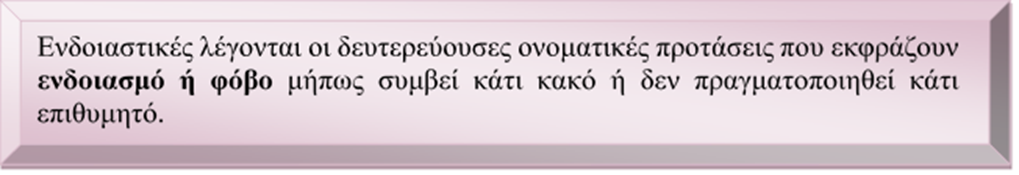 Ενδοιαστικές λέγονται οι δευτερεύουσες ονοματικές προτάσεις που εκφράζουν
ενδοιασμό ή φόβο μήπως συμβεί κάτι κακό ή δεν πραγματοποιηθεί κάτι
επιθυμητό.